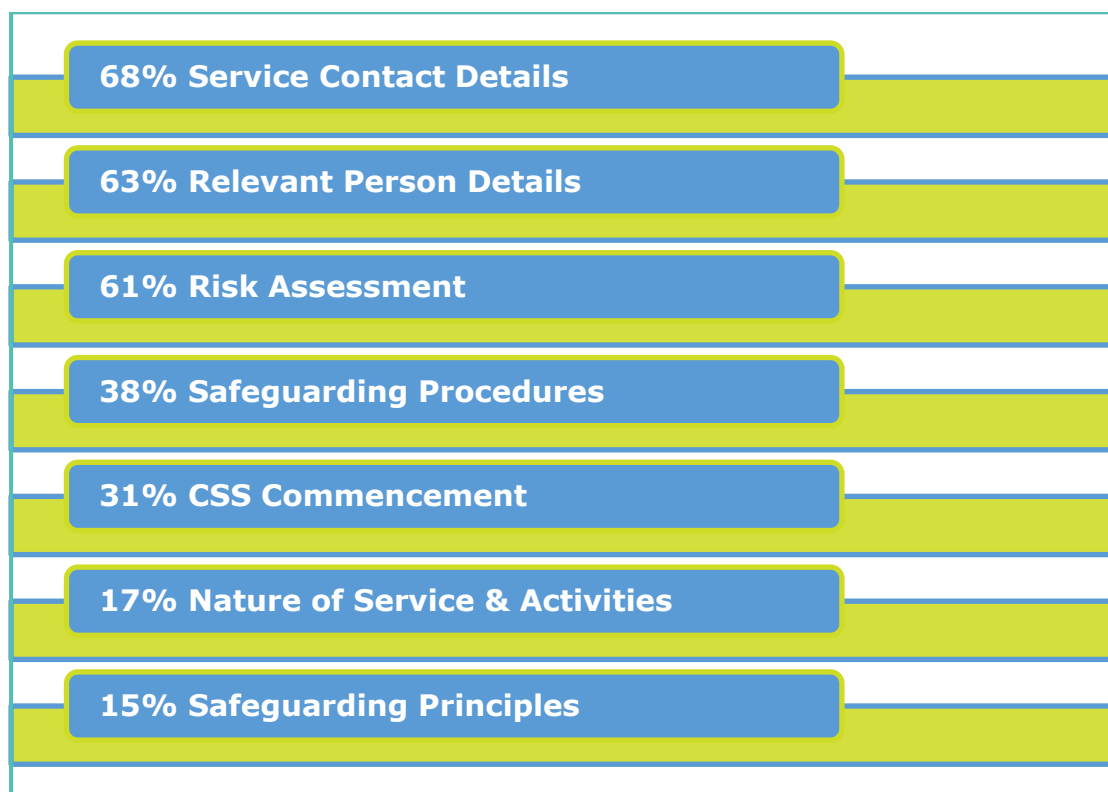 68% Service Contact Details
63% Relevant Person Details
61% Risk Assessment
38% Safeguarding Procedures
31% CSS Commencement
17% Nature of Service & Activities
15% Safeguarding Principles